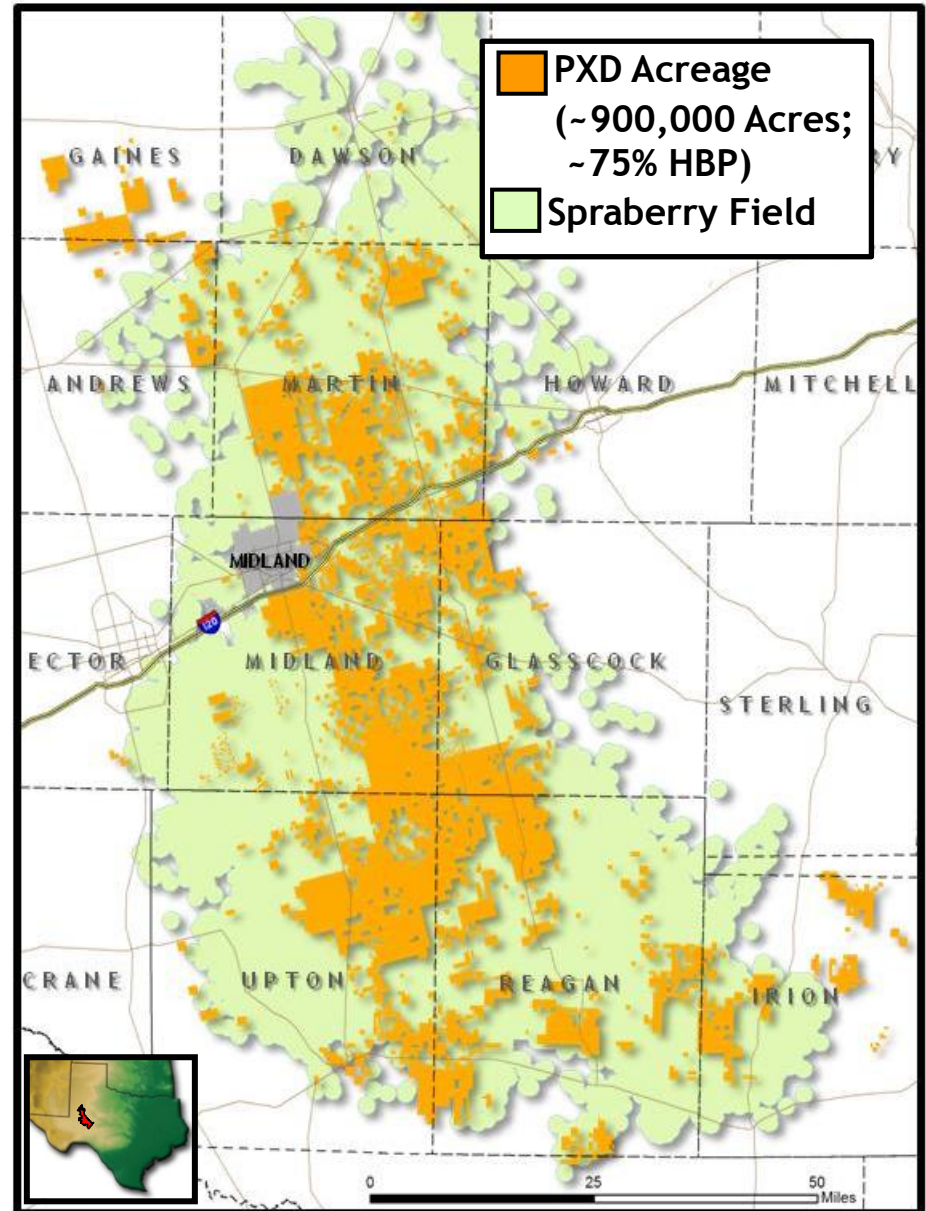 PXD Acreage
(~900,000 Acres;
~75% HBP)
Spraberry Field
GAINES
DAWSON
RY
ANDREWS
MARTIN
HOWARD
MITCHELL
MIDLAND
ECTOR
MIDLAND
GLASSCOCK
STERLING
CRANE
UPTON
REAGAN
IRION
0 25 50
Miles